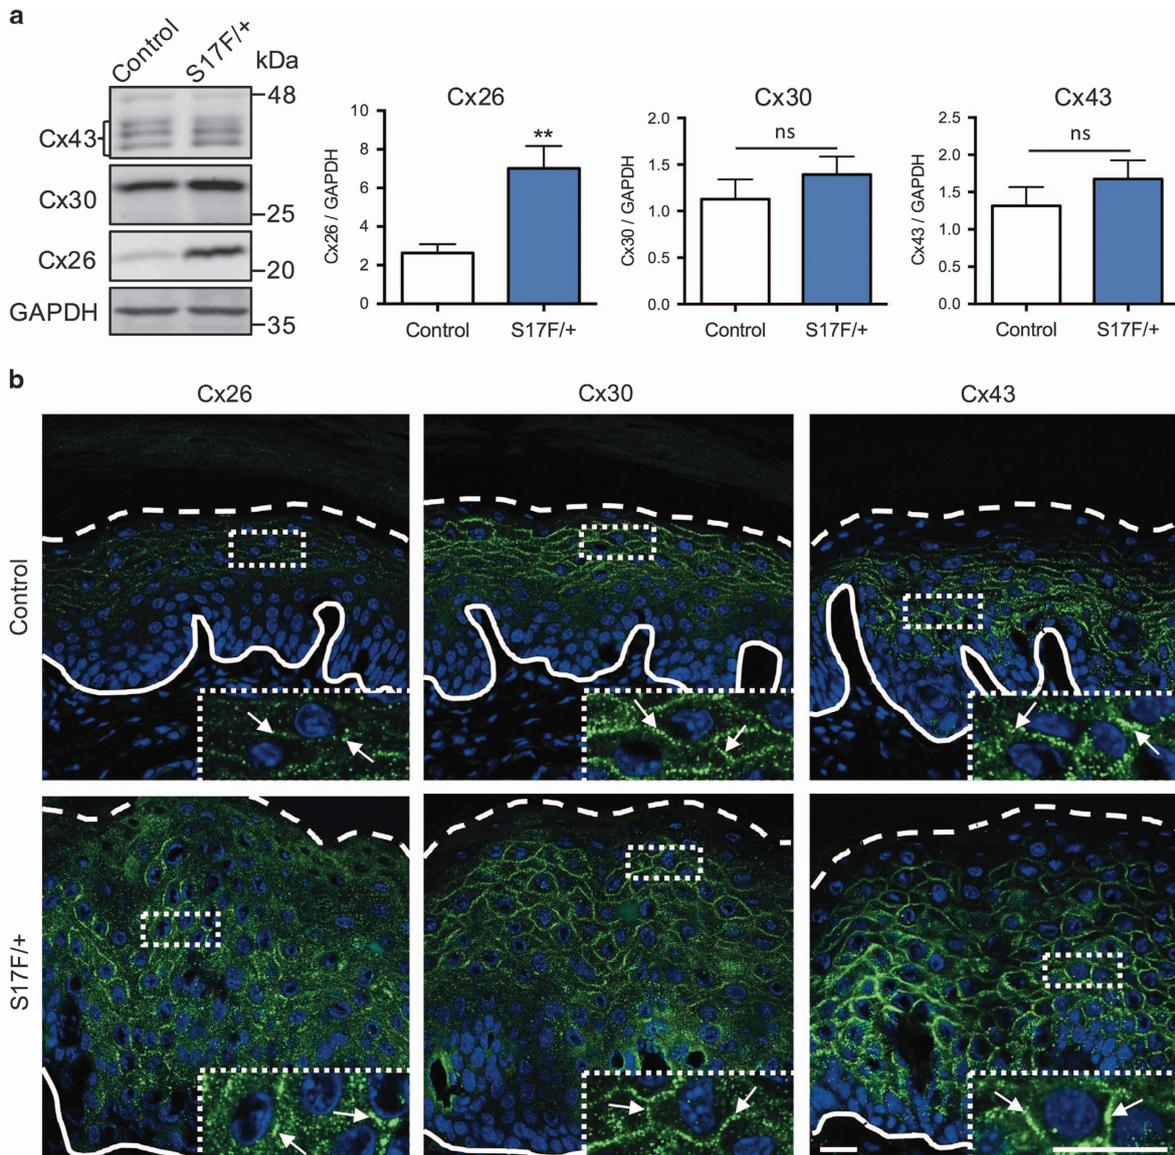 a
Control S17F/+ kDa
Cx43 48
Cx30 25
Cx26 20
GAPDH 35
Cx26
Cx26 / GAPDH
10
8
6
4
2
0
**
Control S17F/+
Cx30
Cx30 / GAPDH
2.0
1.5
1.0
0.5
0.0
ns
Control S17F/+
Cx43
Cx43 / GAPDH
2.5
2.0
1.5
1.0
0.5
0.0
ns
Control S17F/+
b
Cx26 Cx30 Cx43
Control
S17F/+